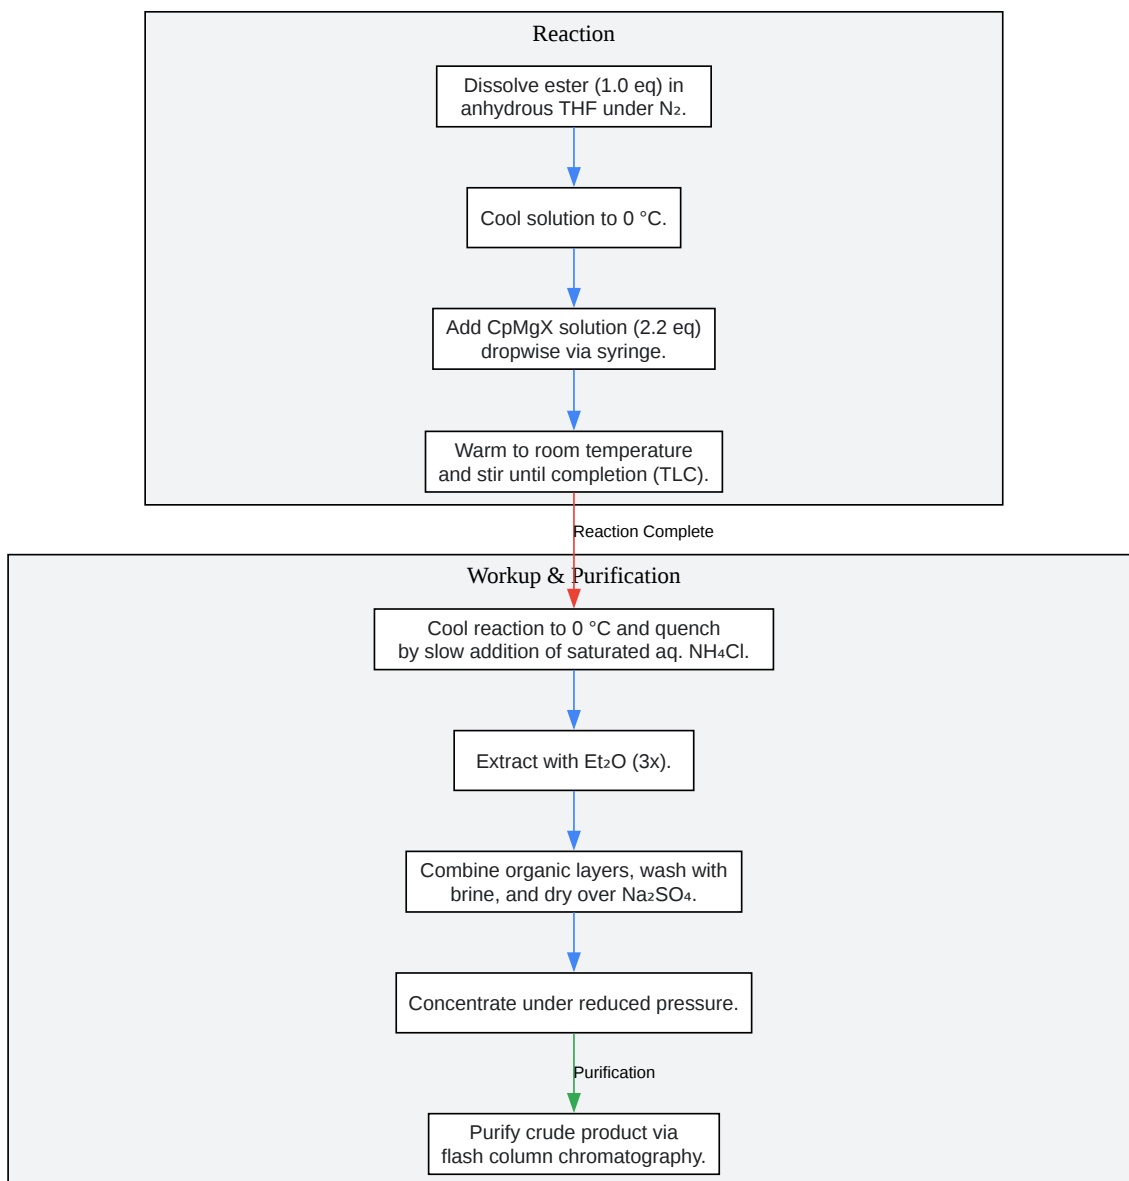 Reaction
Dissolve ester (1.0 eq) in
anhydrous THF under N₂.
Cool solution to 0 °C.
Add CpMgX solution (2.2 eq)
dropwise via syringe.
Warm to room temperature
and stir until completion (TLC).
Reaction Complete
Workup & Purification
Cool reaction to 0 °C and quench
by slow addition of saturated aq. NH₄Cl.
Extract with Et₂O (3x).
Combine organic layers, wash with
brine, and dry over Na₂SO₄.
Concentrate under reduced pressure.
Purification
Purify crude product via
flash column chromatography.